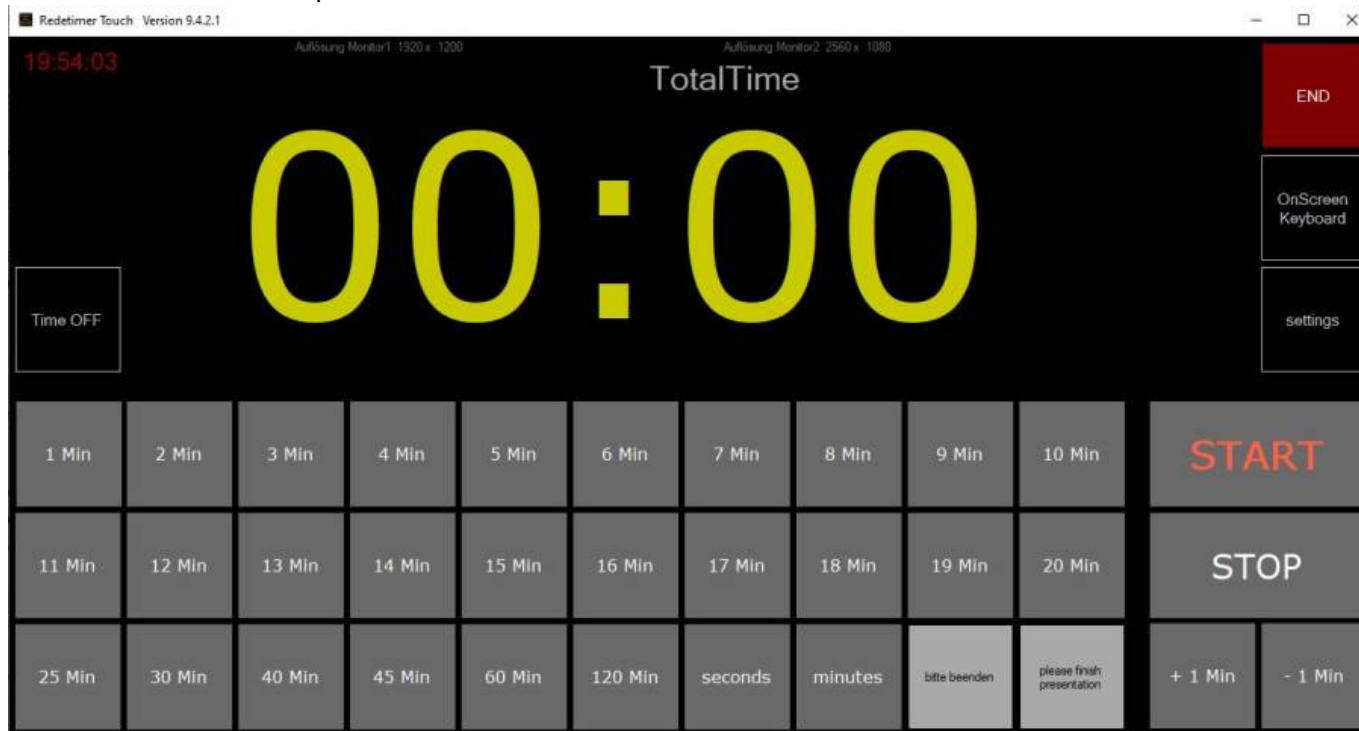 Redetimer Touch Version 9.4.2.1
19:54:03
Auflösung Monitor1 1920 x 1200
Auflösung Monitor2 2560 x 1080
TotalTime
END
00:00
OnScreen
Keyboard
Time OFF
settings
1 Min 2 Min 3 Min 4 Min 5 Min 6 Min 7 Min 8 Min 9 Min 10 Min START
11 Min 12 Min 13 Min 14 Min 15 Min 16 Min 17 Min 18 Min 19 Min 20 Min STOP
25 Min 30 Min 40 Min 45 Min 60 Min 120 Min seconds minutes bitte beenden please finish
presentation
+ 1 Min - 1 Min